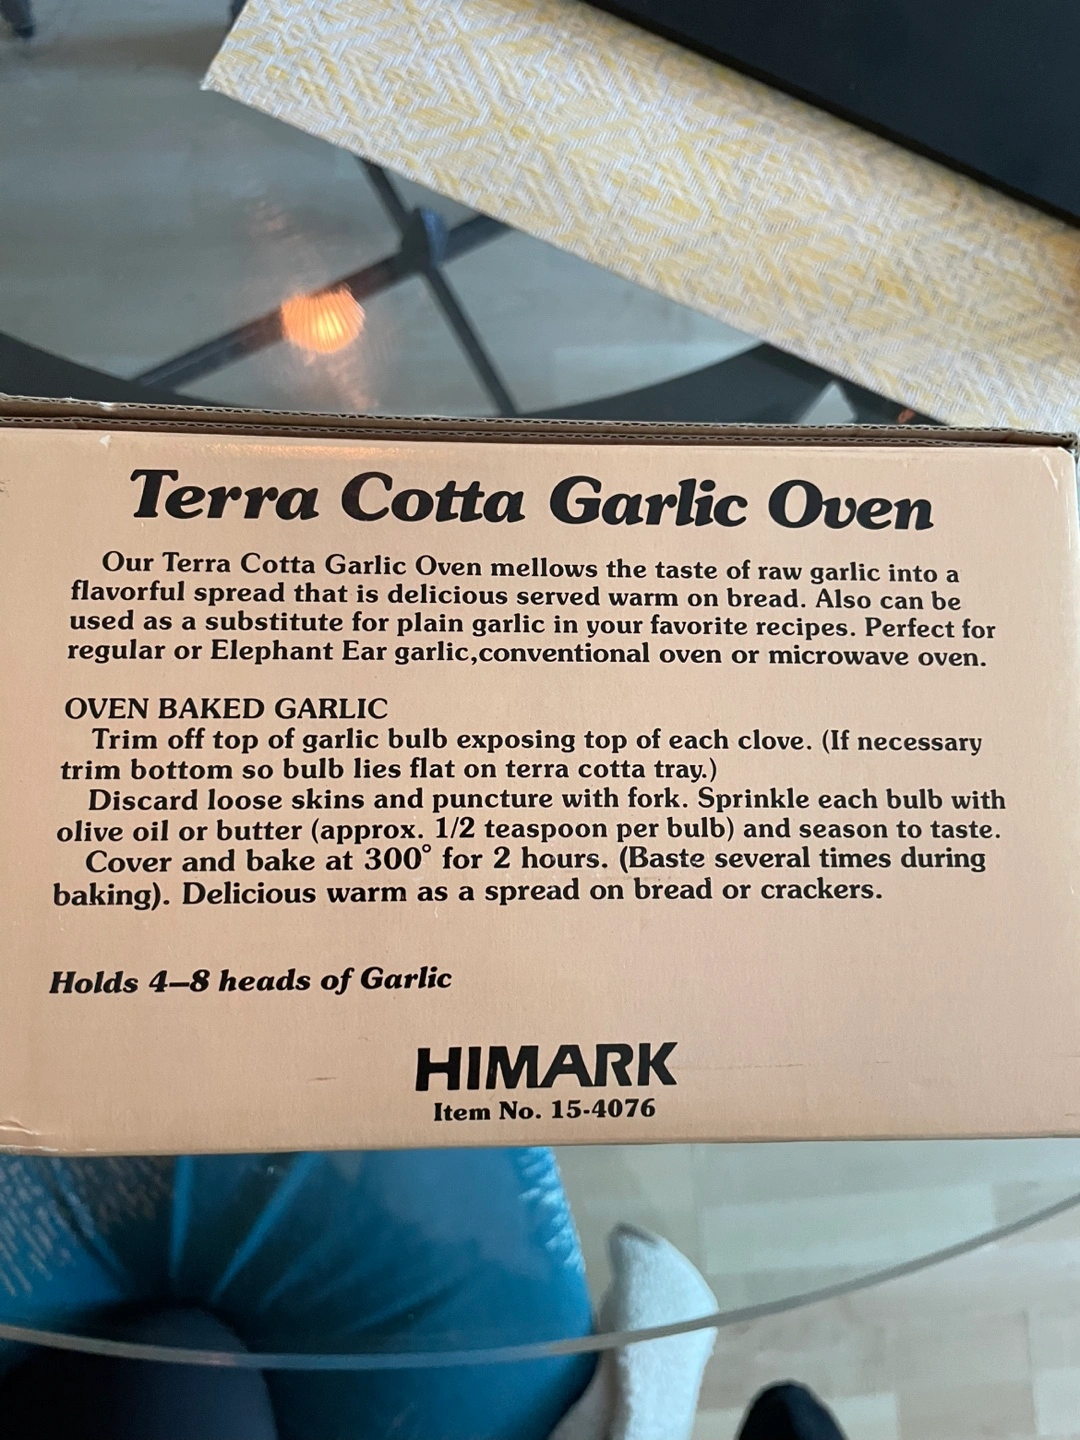 Terra Cotta Garlic Oven
Our Terra Cotta Garlic Oven mellows the taste of raw garlic into a
flavorful spread that is delicious served warm on bread. Also can be
used as a substitute for plain garlic in your favorite recipes. Perfect for
regular or Elephant Ear garlic,conventional oven or microwave oven.
OVEN BAKED GARLIC
Trim off top of garlic bulb exposing top of each clove. (If necessary
trim bottom so bulb lies flat on terra cotta tray.)
Discard loose skins and puncture with fork. Sprinkle each bulb with
olive oil or butter (approx. 1/2 teaspoon per bulb) and season to taste.
Cover and bake at 300° for 2 hours. (Baste several times during
baking). Delicious warm as a spread on bread or crackers.
Holds 4–8 heads of Garlic
HIMARK
Item No. 15-4076